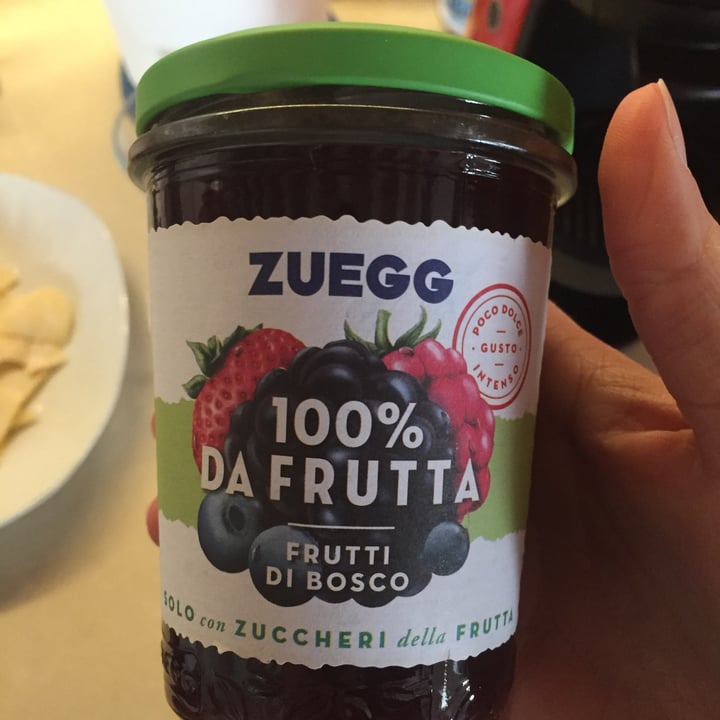 ZUEGG
POCO DOLCE
GUSTO
INTENSO
100%
DA FRUTTA
FRUTTI
DI BOSCO
SOLO con ZUCCHERI della FRUTTA